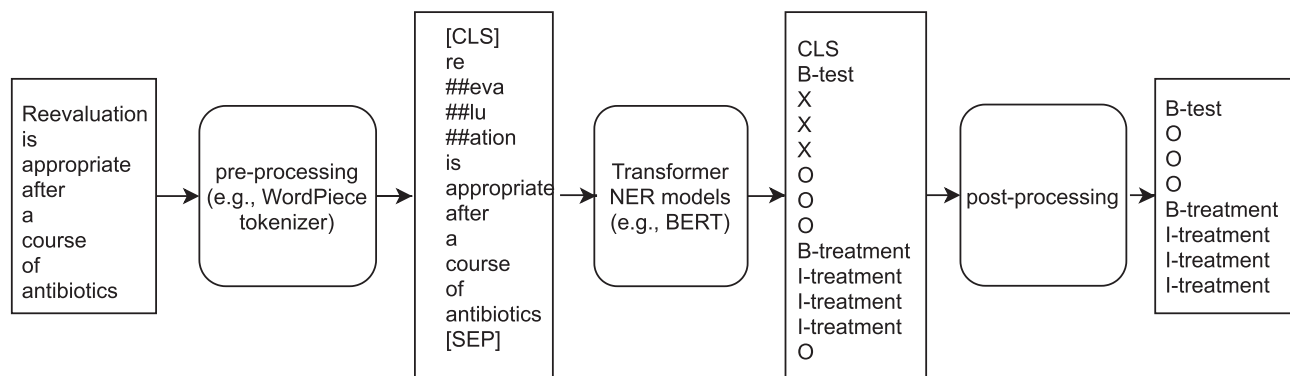 Reevaluation
is
appropriate
after
a
course
of
antibiotics
pre-processing
(e.g., WordPiece
tokenizer)
[CLS]
re
##eva
##lu
##ation
is
appropriate
after
a
course
of
antibiotics
[SEP]
Transformer
NER models
(e.g., BERT)
CLS
B-test
X
X
X
O
O
O
B-treatment
I-treatment
I-treatment
I-treatment
O
post-processing
B-test
O
O
O
B-treatment
I-treatment
I-treatment
I-treatment